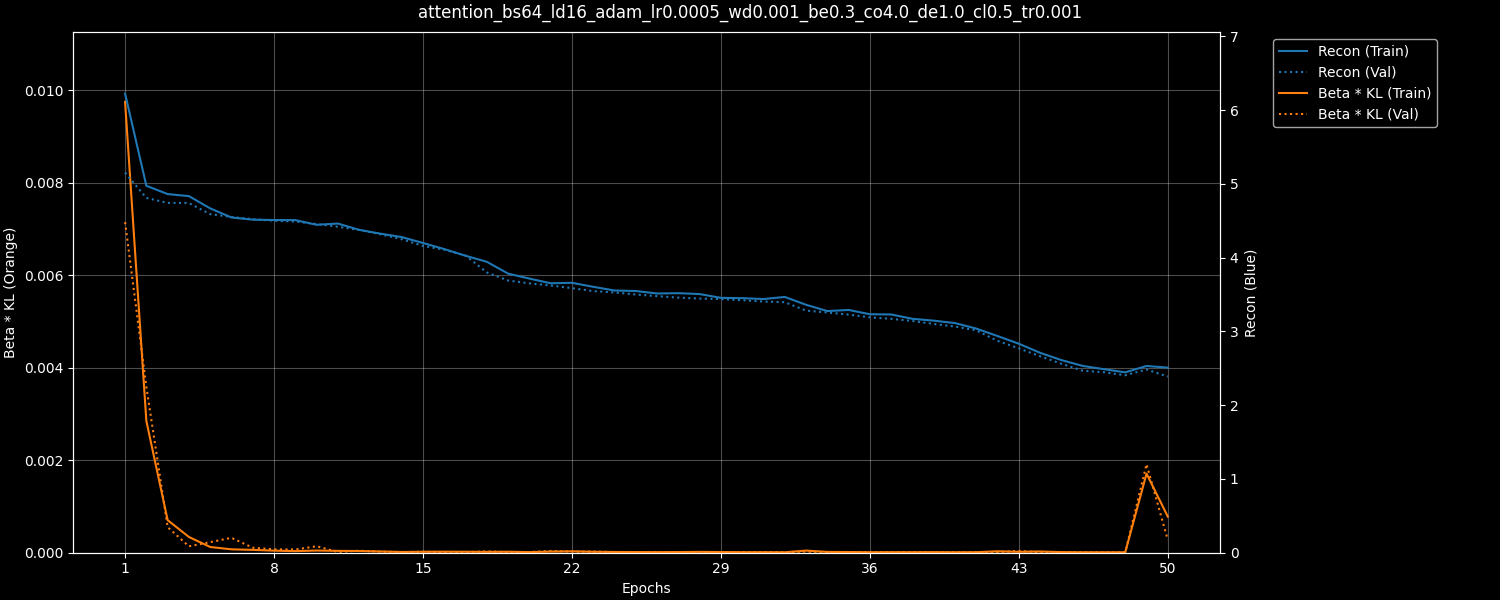 attention_bs64_ld16_adam_lr0.0005_wd0.001_be0.3_co4.0_de1.0_cl0.5_tr0.001
Beta * KL (Orange)
0.010
0.008
0.006
0.004
0.002
0.000
1
8
15
22
29
36
43
50
Epochs
7
6
5
4
3
2
1
0
Recon (Blue)
Recon (Train)
Recon (Val)
Beta * KL (Train)
Beta * KL (Val)